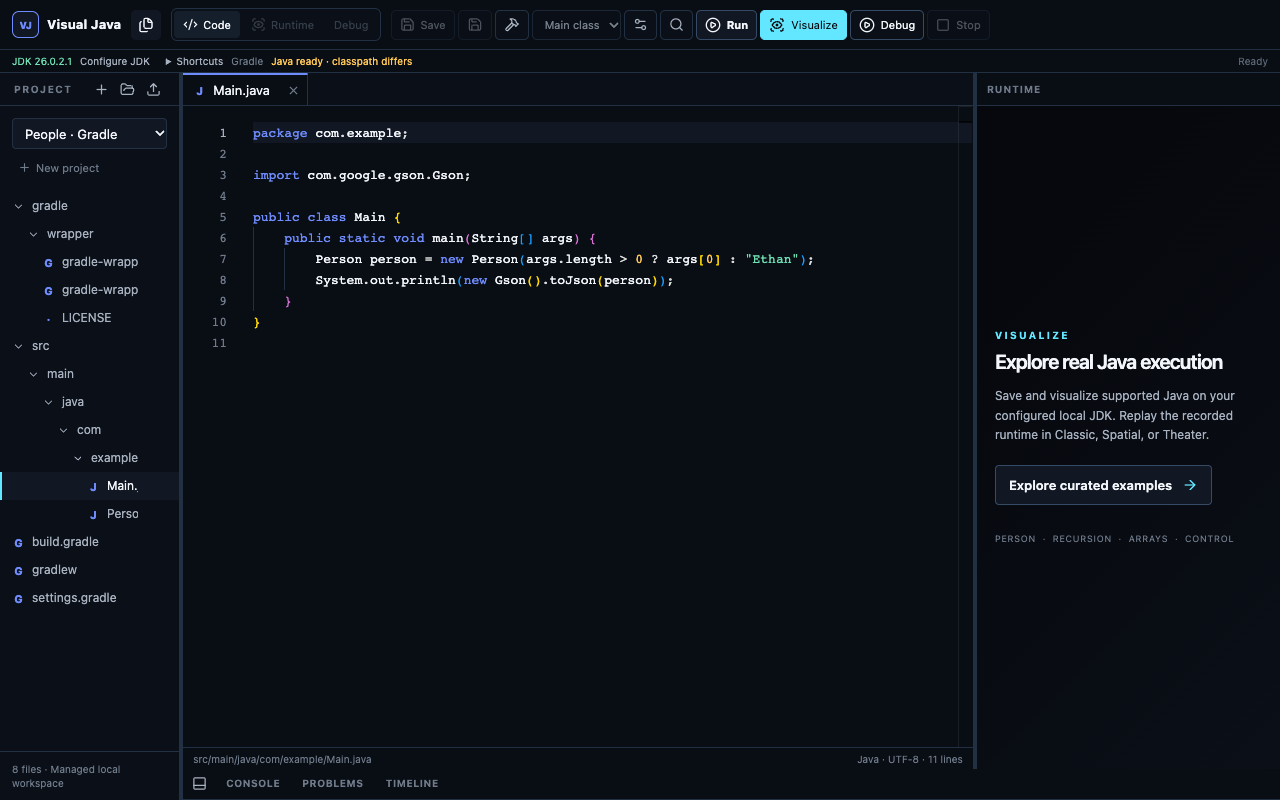 VJ Visual Java Code Runtime Debug Save Main class Run Visualize Debug Stop
JDK 26.0.2.1 Configure JDK Shortcuts Gradle Java ready · classpath differs Ready
PROJECT
People · Gradle
New project
gradle
wrapper
G gradle-wrapp
G gradle-wrapp
LICENSE
src
main
java
com
example
J Main.
J Perso
G build.gradle
G gradlew
G settings.gradle
8 files · Managed local
workspace
J Main.java
1 package com.example;
2
3 import com.google.gson.Gson;
4
5 public class Main {
6 public static void main(String[] args) {
7 Person person = new Person(args.length > 0 ? args[0] : "Ethan");
8 System.out.println(new Gson().toJson(person));
9 }
10 }
11
src/main/java/com/example/Main.java Java · UTF-8 · 11 lines
CONSOLE PROBLEMS TIMELINE
RUNTIME
VISUALIZE
Explore real Java execution
Save and visualize supported Java on your
configured local JDK. Replay the recorded
runtime in Classic, Spatial, or Theater.
Explore curated examples →
PERSON · RECURSION · ARRAYS · CONTROL